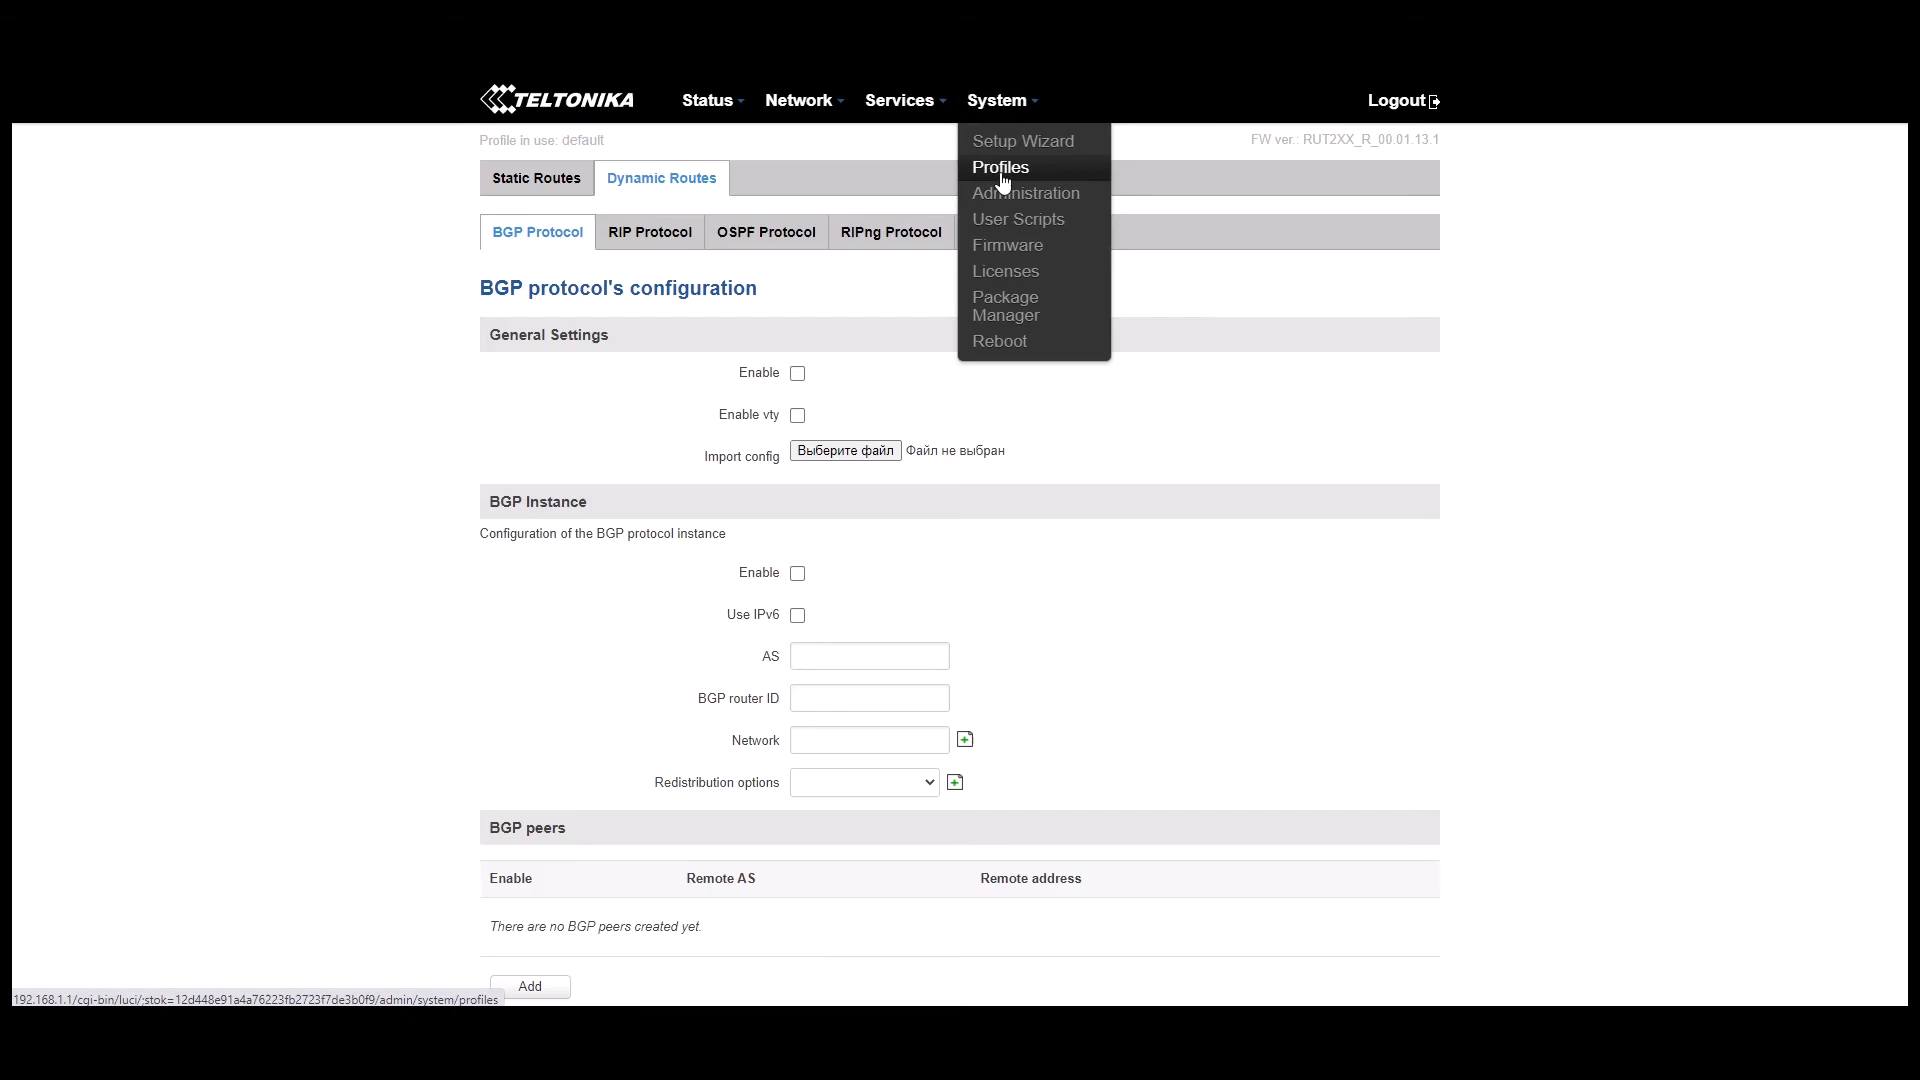 TELTONIKA
Status Network Services System Logout
Profile in use: default
FW ver.: RUT2XX_R_00.01.13.1
Setup Wizard
Profiles
Administration
User Scripts
Firmware
Licenses
Package
Manager
Reboot
Static Routes Dynamic Routes
BGP Protocol RIP Protocol OSPF Protocol RIPng Protocol
BGP protocol's configuration
General Settings
Enable
Enable vty
Import config Выберите файл Файл не выбран
BGP Instance
Configuration of the BGP protocol instance
Enable
Use IPv6
AS
BGP router ID
Network
Redistribution options
BGP peers
Enable Remote AS Remote address
There are no BGP peers created yet.
Add
192.168.1.1/cgi-bin/luci/;stok=12d448e91a4a76223fb2723f7de3b0f9/admin/system/profiles